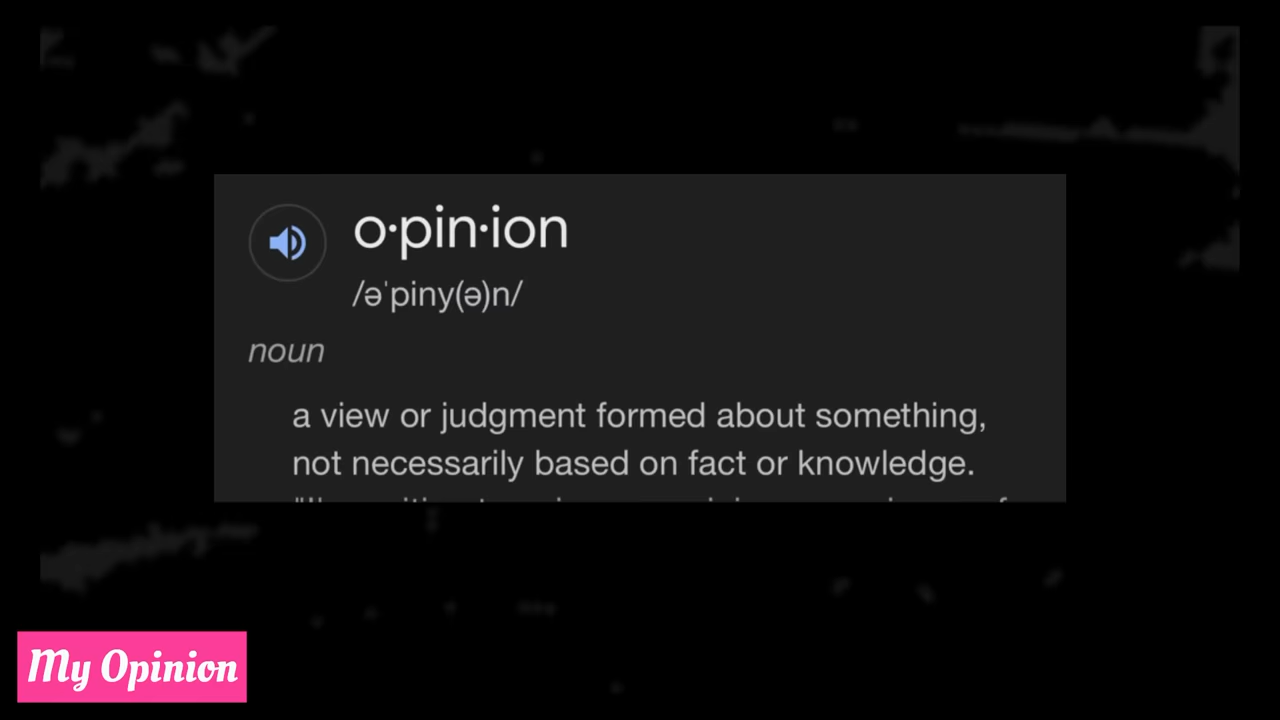 o·pin·ion
/əˈpiny(ə)n/
noun
a view or judgment formed about something,
not necessarily based on fact or knowledge.
My Opinion